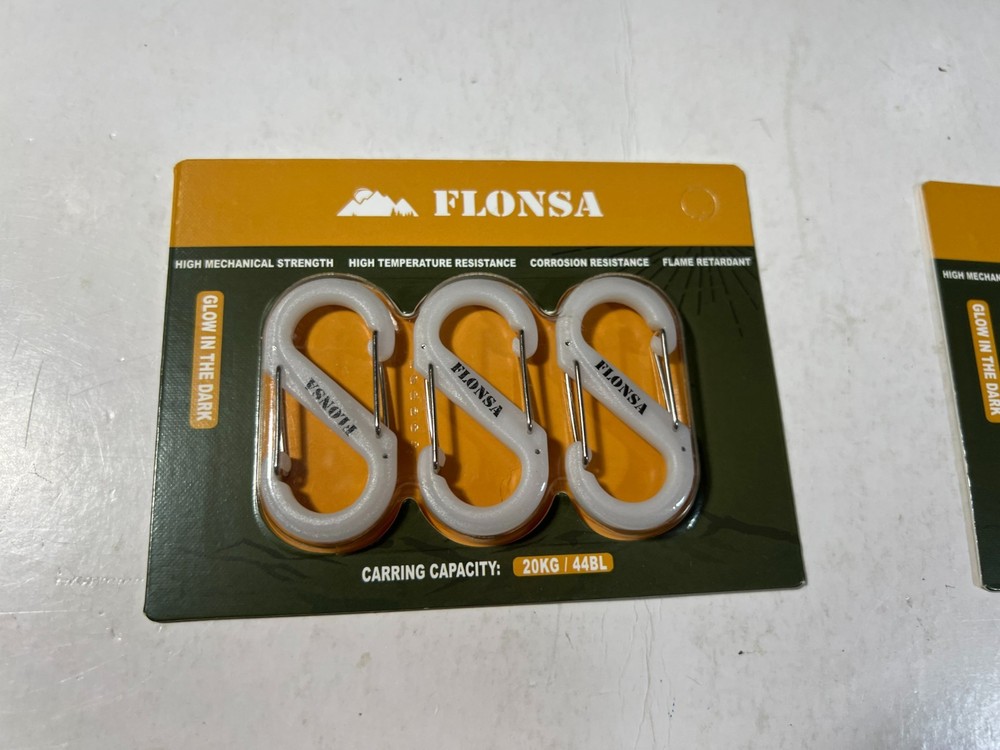 FLONSA
HIGH MECHANICAL STRENGTH HIGH TEMPERATURE RESISTANCE CORROSION RESISTANCE FLAME RETARDANT
GLOW IN THE DARK
FLONSA
FLONSA
FLONSA
CARRING CAPACITY: 20KG / 44BL
HIGH MECHAN
GLOW IN THE DARK